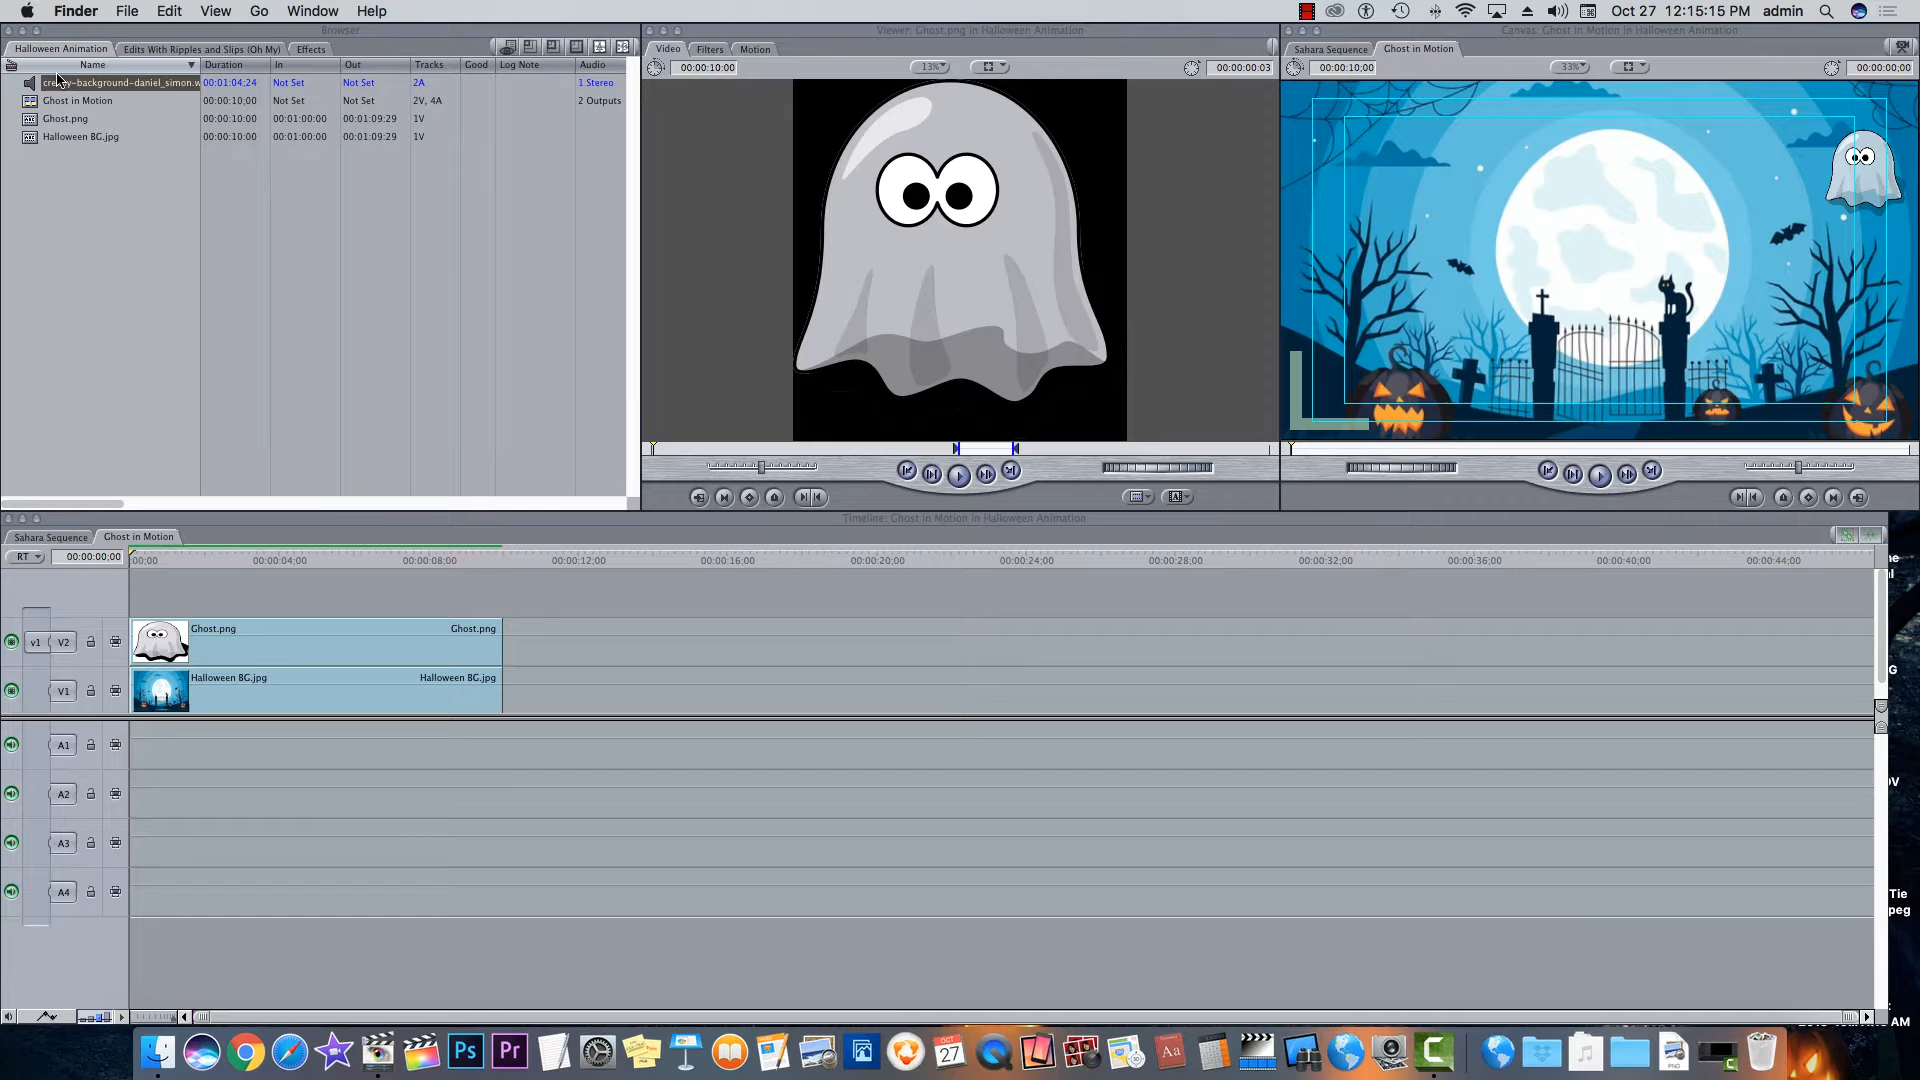 Finder File Edit View Go Window Help Oct 27 12:15:15 PM admin
Browser
Halloween Animation Edits With Ripples and Slips (Oh My) Effects
Name Duration In Out Tracks Good Log Note Audio
-background-daniel_simon.w 00:01:04;24 Not Set Not Set 2A 1 Stereo
Ghost in Motion 00:00:10;00 Not Set Not Set 2V, 4A 2 Outputs
Ghost.png 00:00:10:00 00:01:00:00 00:01:09:29 1V
Halloween BG.jpg 00:00:10:00 00:01:00:00 00:01:09:29 1V
Viewer: Ghost.png in Halloween Animation
Video Filters Motion
00:00:10:00 13% 00:00:00:03
Canvas: Ghost in Motion in Halloween Animation
Sahara Sequence Ghost in Motion
00:00:10;00 33% 00:00:00;00
Timeline: Ghost in Motion in Halloween Animation
Sahara Sequence Ghost in Motion
RT 00:00:00;00 00;00 00:00:04;00 00:00:08;00 00:00:12;00 00:00:16;00 00:00:20;00 00:00:24;00 00:00:28;00 00:00:32;00 00:00:36;00 00:00:40;00 00:00:44;00
v1 V2 Ghost.png Ghost.png
V1 Halloween BG.jpg Halloween BG.jpg
A1
A2
A3
A4
Tie
peg
Ps Pr OCT 27 Aa PNG